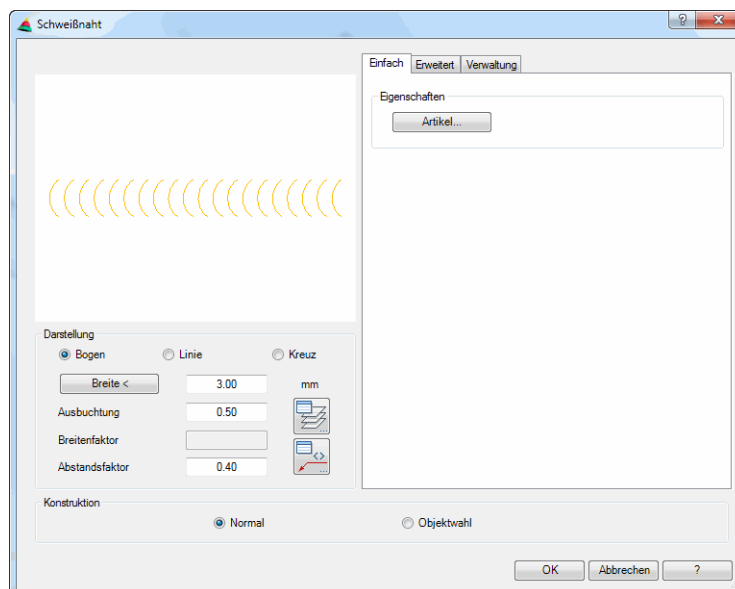 Schweißnaht
?
Einfach Erweitert Verwaltung
Eigenschaften
Artikel...
Darstellung
Bogen Linie Kreuz
Breite < 3.00 mm
Ausbuchtung 0.50
Breitenfaktor
Abstandsfaktor 0.40
Konstruktion
Normal Objektwahl
OK Abbrechen ?